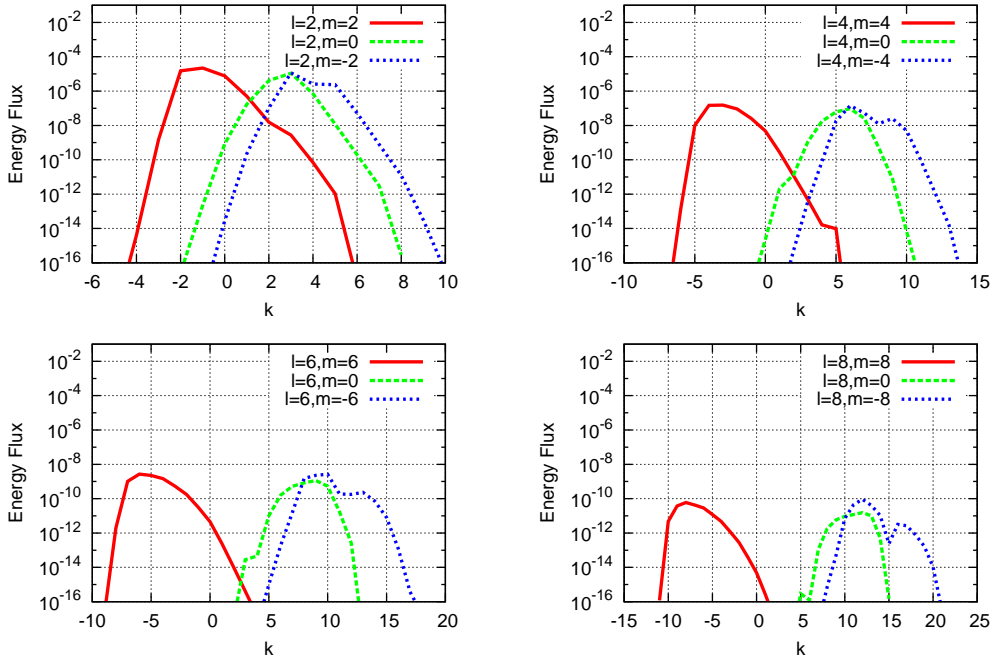 Energy Flux
10^-2
10^-4
10^-6
10^-8
10^-10
10^-12
10^-14
10^-16
l=2,m=2
l=2,m=0
l=2,m=-2
-6 -4 -2 0 2 4 6 8 10
k
Energy Flux
10^-2
10^-4
10^-6
10^-8
10^-10
10^-12
10^-14
10^-16
l=4,m=4
l=4,m=0
l=4,m=-4
-10 -5 0 5 10 15
k
Energy Flux
10^-2
10^-4
10^-6
10^-8
10^-10
10^-12
10^-14
10^-16
l=6,m=6
l=6,m=0
l=6,m=-6
-10 -5 0 5 10 15 20
k
Energy Flux
10^-2
10^-4
10^-6
10^-8
10^-10
10^-12
10^-14
10^-16
l=8,m=8
l=8,m=0
l=8,m=-8
-15 -10 -5 0 5 10 15 20 25
k